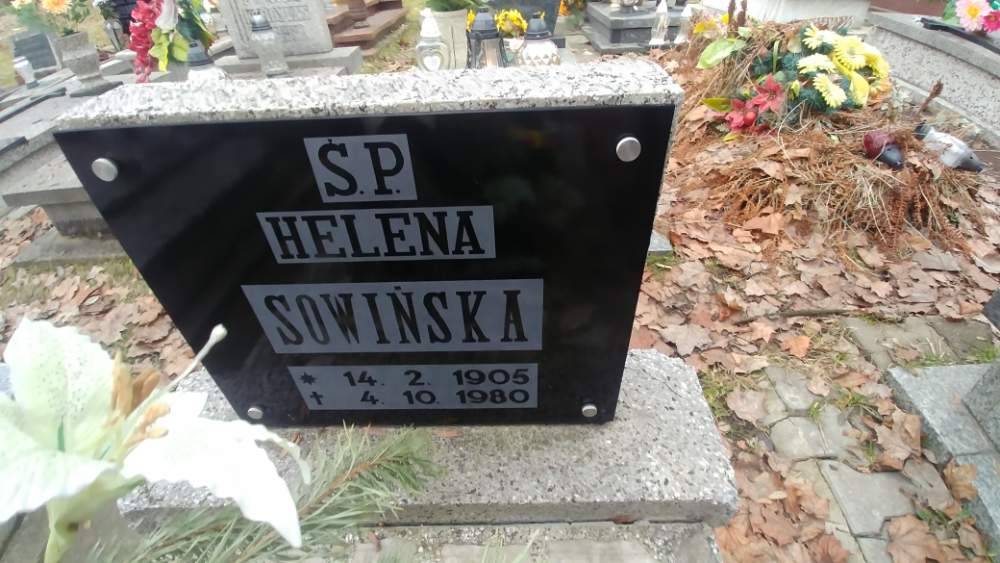 Ś.P.
HELENA
SOWIŃSKA
* 14. 2. 1905
† 4. 10. 1980